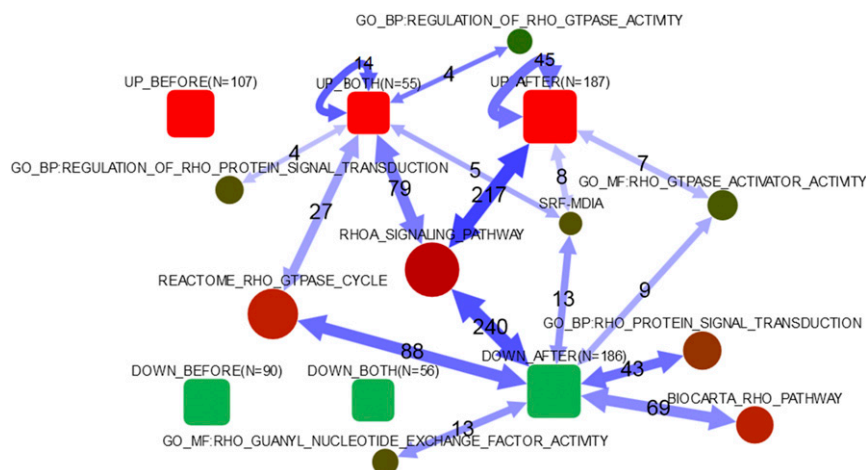 GO_BP:REGULATION_OF_RHO_GTPASE_ACTIVITY
14
45
4
UP_BEFORE(N=107)
UP_BOTH(N=55)
UP_AFTER(N=187)
4
GO_BP:REGULATION_OF_RHO_PROTEIN_SIGNAL_TRANSDUCTION
5
7
8
GO_MF:RHO_GTPASE_ACTIVATOR_ACTIVITY
79
217
27
SRF-MDIA
RHOA_SIGNALING_PATHWAY
REACTOME_RHO_GTPASE_CYCLE
13
9
240
GO_BP:RHO_PROTEIN_SIGNAL_TRANSDUCTION
88
DOWN_AFTER(N=186)
43
DOWN_BEFORE(N=90)
DOWN_BOTH(N=56)
69
BIOCARTA_RHO_PATHWAY
13
GO_MF:RHO_GUANYL_NUCLEOTIDE_EXCHANGE_FACTOR_ACTIVITY